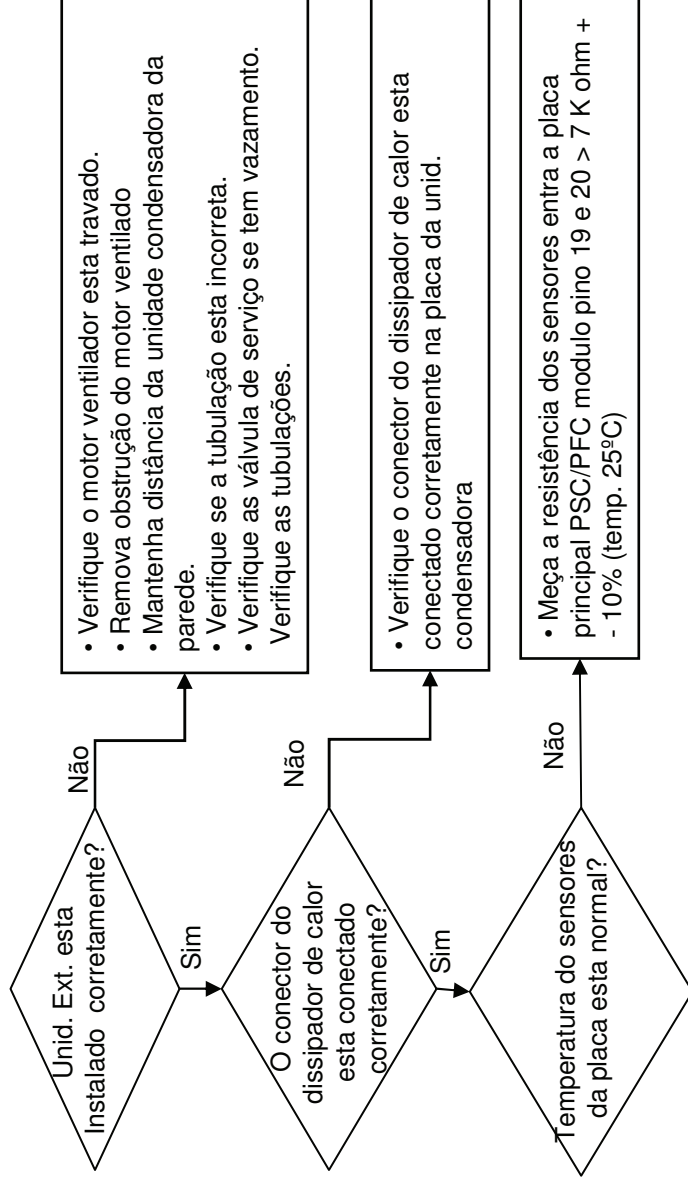 Unid. Ext. esta
Instalado corretamente?
Não
• Verifique o motor ventilador esta travado.
• Remova obstrução do motor ventilado
• Mantenha distância da unidade condensadora da
parede.
• Verifique se a tubulação esta incorreta.
• Verifique as válvula de serviço se tem vazamento.
Verifique as tubulações.
Sim
O conector do
dissipador de calor
esta conectado
corretamente?
Não
• Verifique o conector do dissipador de calor esta
conectado corretamente na placa da unid.
condensadora
Sim
Temperatura do sensores
da placa esta normal?
Não
• Meça a resistência dos sensores entra a placa
principal PSC/PFC modulo pino 19 e 20 > 7 K ohm +
- 10% (temp. 25ºC)